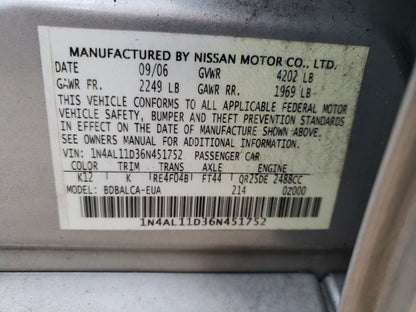 MANUFACTURED BY NISSAN MOTOR CO., LTD.
DATE 09/06 GVWR 4202 LB
GAWR FR. 2249 LB GAWR RR. 1969 LB
THIS VEHICLE CONFORMS TO ALL APPLICABLE FEDERAL MOTOR
VEHICLE SAFETY, BUMPER AND THEFT PREVENTION STANDARDS
IN EFFECT ON THE DATE OF MANUFACTURE SHOWN ABOVE.
SEE OWNER'S MANUAL FOR ADDITIONAL INFORMATION.
VIN: 1N4AL11D36N451752 PASSENGER CAR
COLOR TRIM TRANS AXLE ENGINE
K12 K RE4F04B FT44 QR25DE 2488CC
MODEL: BDBALCA-EUA 214 0Z000
1N4AL11D36N451752